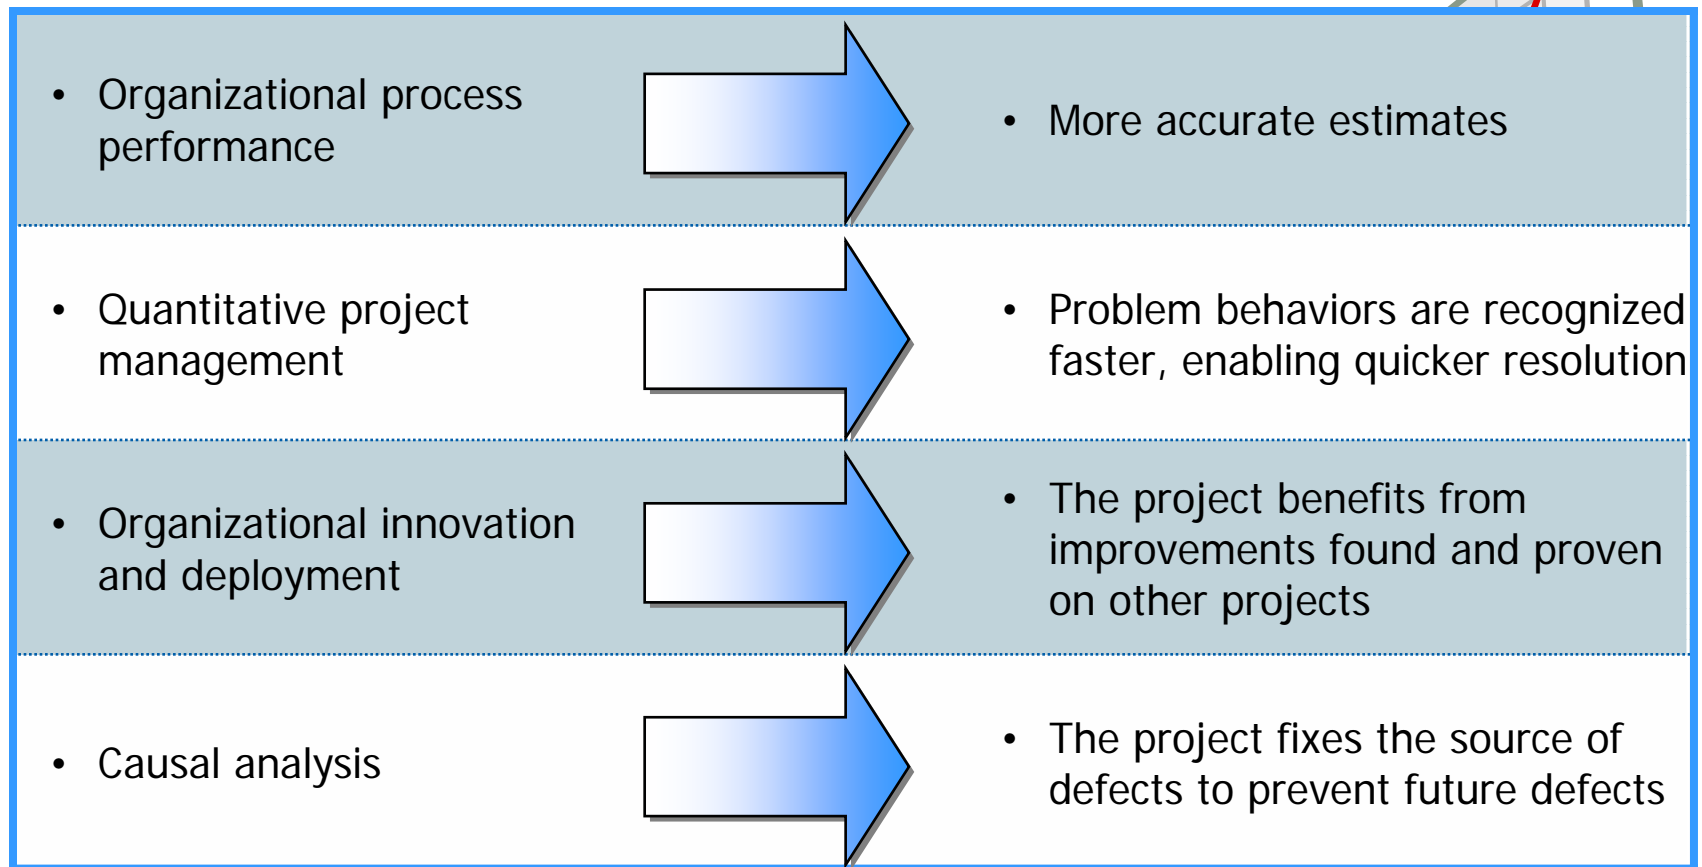 • Organizational process
performance
• More accurate estimates
• Quantitative project
management
• Problem behaviors are recognized
faster, enabling quicker resolution
• Organizational innovation
and deployment
• The project benefits from
improvements found and proven
on other projects
• Causal analysis
• The project fixes the source of
defects to prevent future defects